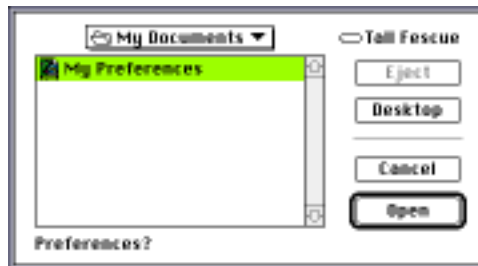 My Documents
Tall Fescue
My Preferences
Eject
Desktop
Cancel
Open
Preferences?